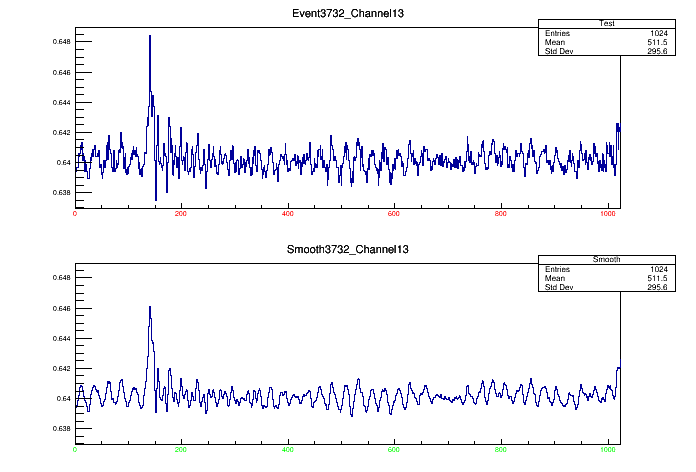 Event3732_Channel13
Test
Entries 1024
Mean 511.5
Std Dev 295.6
0.648
0.646
0.644
0.642
0.64
0.638
0 200 400 600 800 1000
Smooth3732_Channel13
Smooth
Entries 1024
Mean 511.5
Std Dev 295.6
0.648
0.646
0.644
0.642
0.64
0.638
0 200 400 600 800 1000